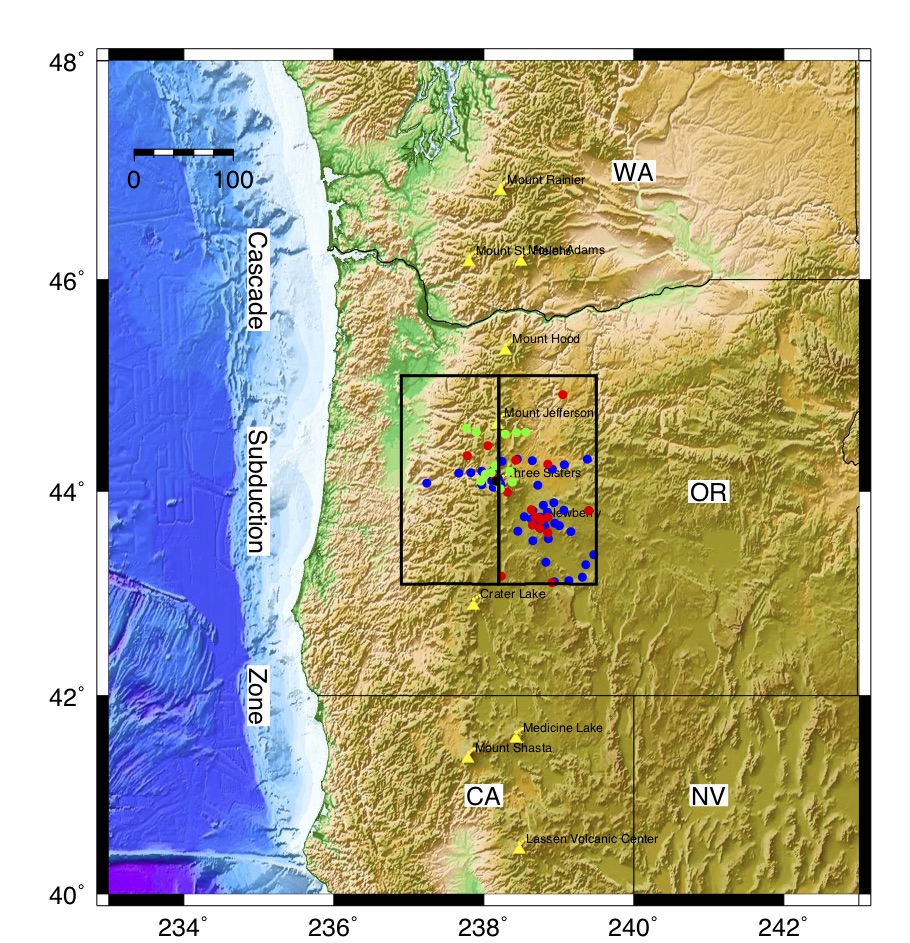 48°
0 100
WA
Mount Rainier
Cascade
Mount St Helens
Mount Adams
46°
Mount Hood
Mount Jefferson
Subduction
Three Sisters
44°
OR
Newberry
Crater Lake
Zone
42°
Medicine Lake
Mount Shasta
CA
NV
Lassen Volcanic Center
40°
234° 236° 238° 240° 242°